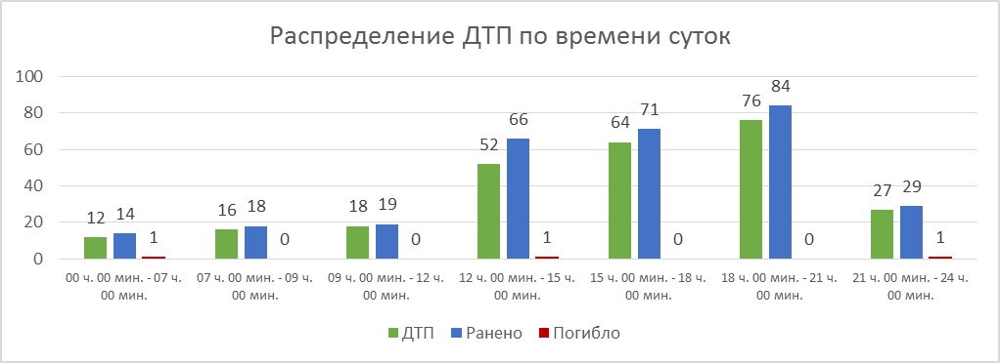 Распределение ДТП по времени суток
100
80
60
40
20
0
12 14 1
16 18 0
18 19 0
52 66 1
64 71 0
76 84 0
27 29 1
00 ч. 00 мин. - 07 ч.
00 мин.
07 ч. 00 мин. - 09 ч.
00 мин.
09 ч. 00 мин. - 12 ч.
00 мин.
12 ч. 00 мин. - 15 ч.
00 мин.
15 ч. 00 мин. - 18 ч.
00 мин.
18 ч. 00 мин. - 21 ч.
00 мин.
21 ч. 00 мин. - 24 ч.
00 мин.
ДТП Ранено Погибло